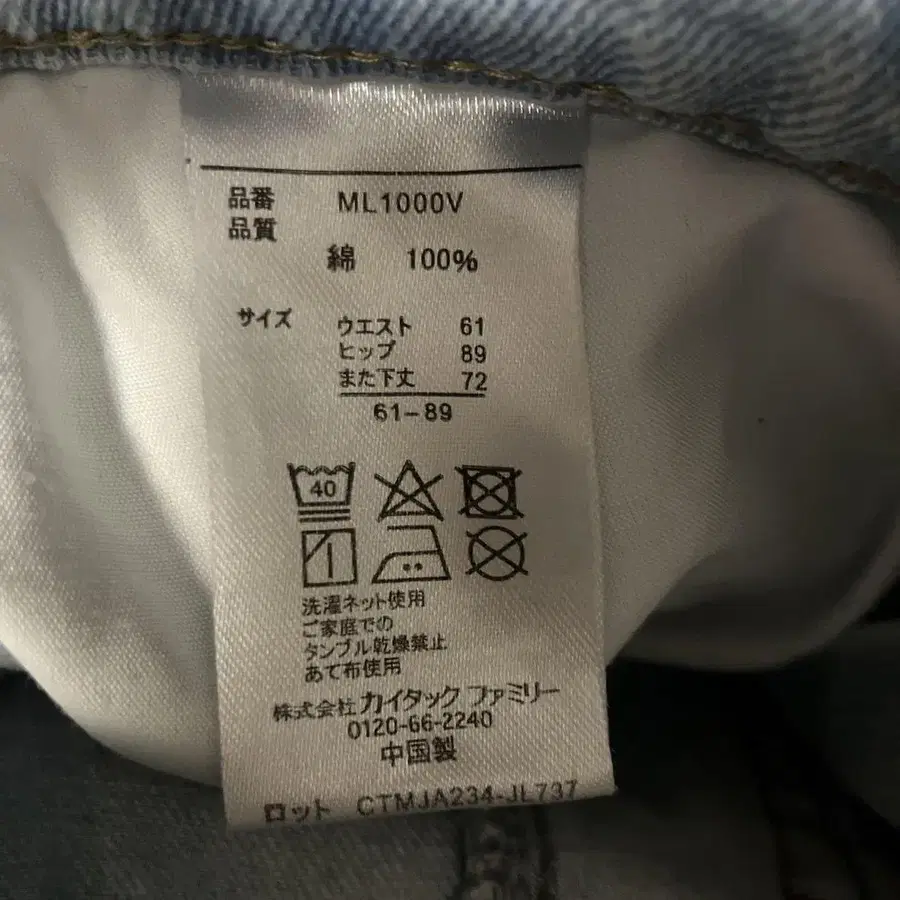 品番 ML1000V
品質
綿 100%
サイズ ウエスト 61
ヒップ 89
また下丈 72
61-89
40
洗濯ネット使用
ご家庭での
タンブル乾燥禁止
あて布使用
株式会社カイタック ファミリー
0120-66-2240
中国製
ロット CTMJA234-JL737